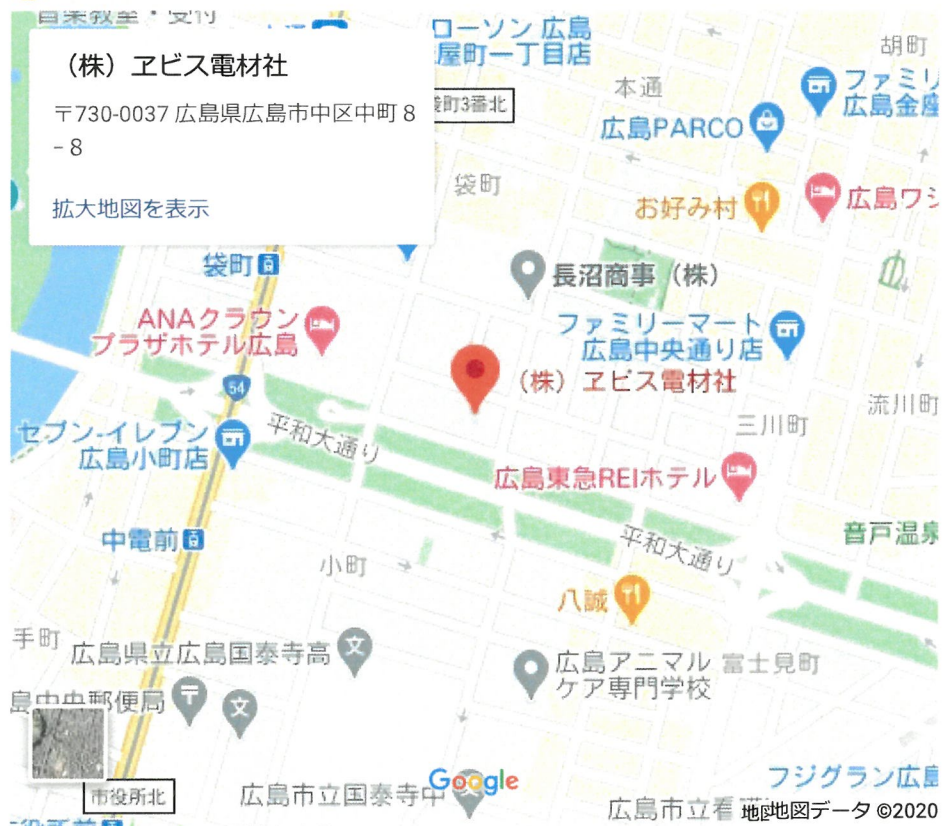 音楽教室・受付
（株）ヱビス電材社
〒730-0037 広島県広島市中区中町８
－８
拡大地図を表示
ローソン 広島
屋町一丁目店
袋町3番北
胡町
本通
ファミリ
広島金座
広島PARCO
袋町
お好み村
広島ワシ
袋町
長沼商事（株）
ANAクラウン
プラザホテル広島
ファミリーマート
広島中央通り店
（株）ヱビス電材社
54
流川町
三川町
平和大通り
セブン-イレブン
広島小町店
広島東急REIホテル
中電前
平和大通り
音戸温泉
小町
八誠
手町
広島県立広島国泰寺高
広島アニマル
ケア専門学校
富士見町
島中央郵便局
Google
フジグラン広島
市役所北
広島市立国泰寺中
広島市立看
地図データ ©2020